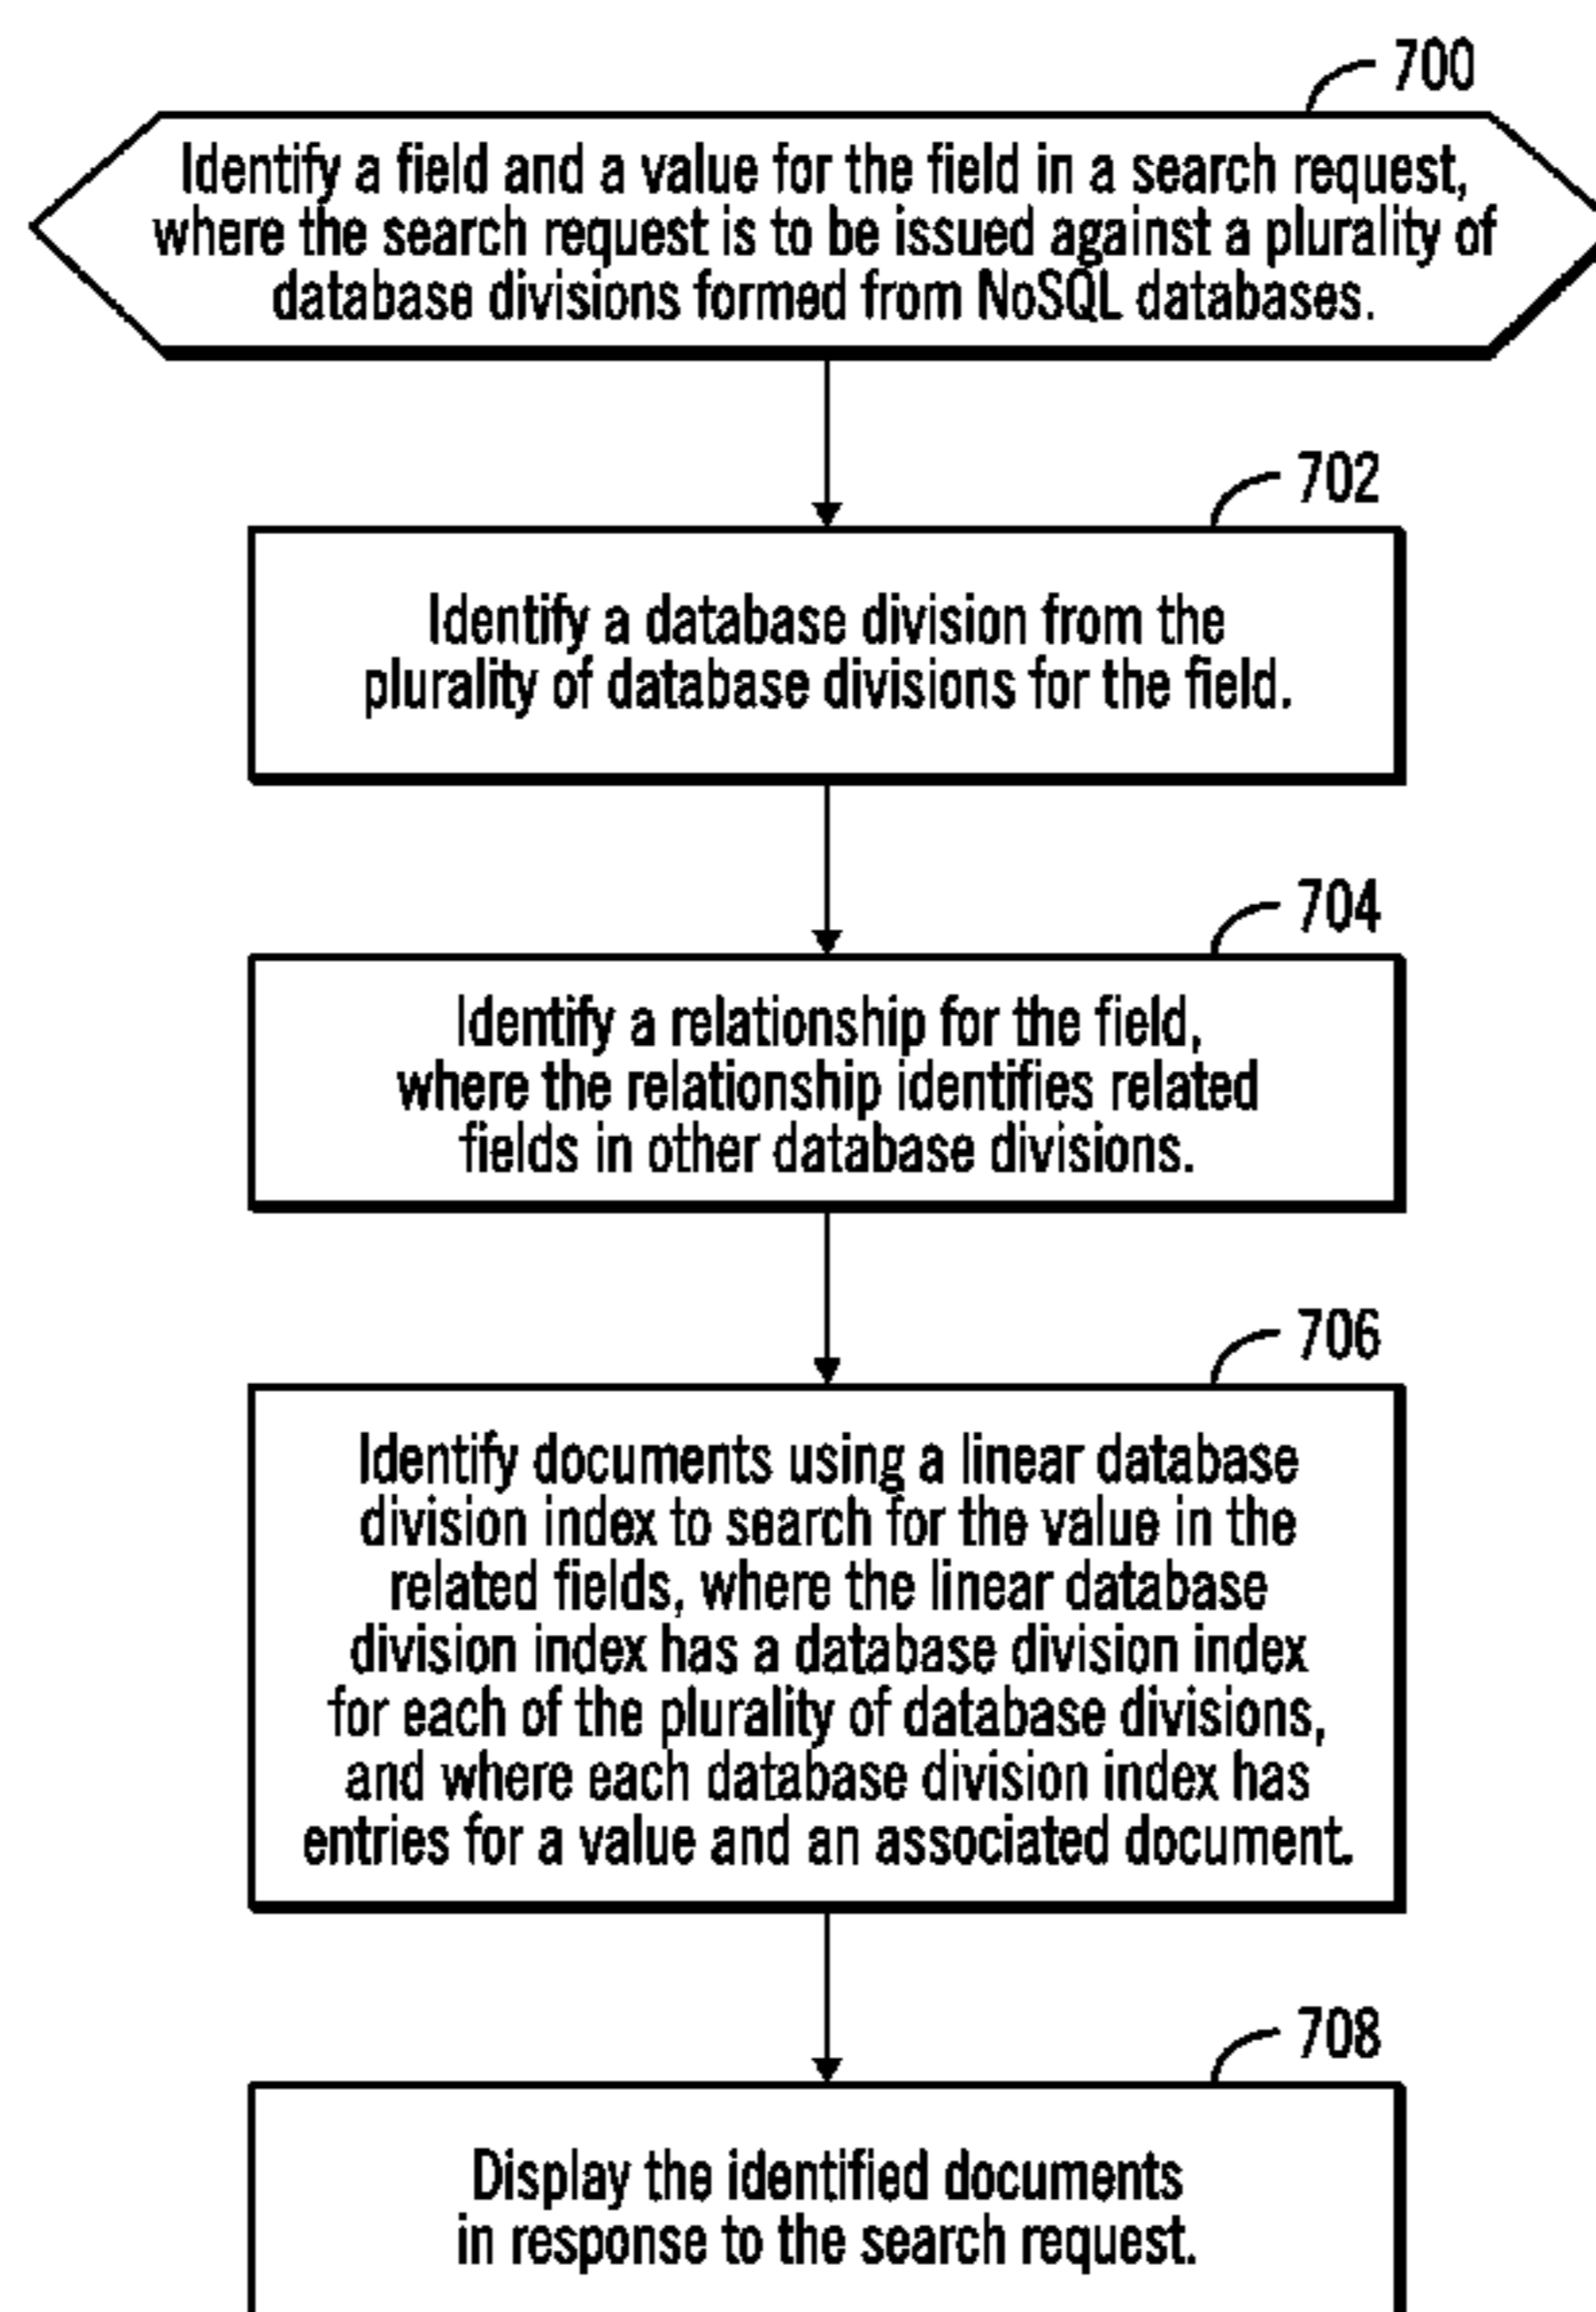 700
Identify a field and a value for the field in a search request,
where the search request is to be issued against a plurality of
database divisions formed from NoSQL databases.
702
Identify a database division from the
plurality of database divisions for the field.
704
Identify a relationship for the field,
where the relationship identifies related
fields in other database divisions.
706
Identify documents using a linear database
division index to search for the value in the
related fields, where the linear database
division index has a database division index
for each of the plurality of database divisions,
and where each database division index has
entries for a value and an associated document.
708
Display the identified documents
in response to the search request.